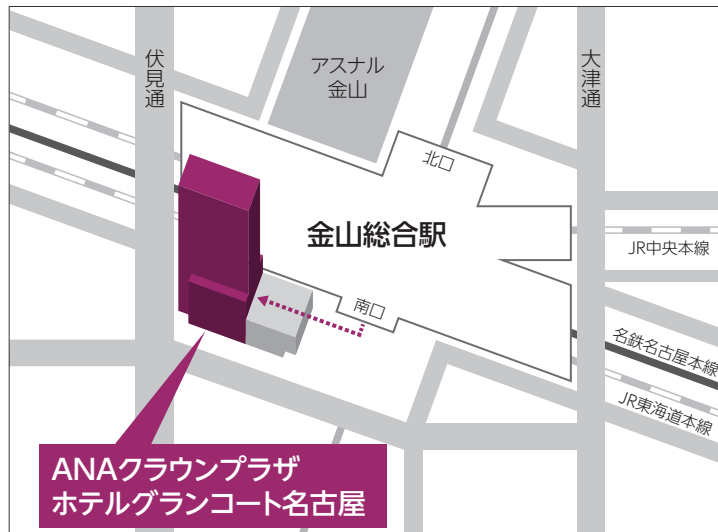 伏見通
アスナル
金山
大津通
北口
金山総合駅
JR中央本線
南口
名鉄名古屋本線
JR東海道本線
ANAクラウンプラザ
ホテルグランコート名古屋